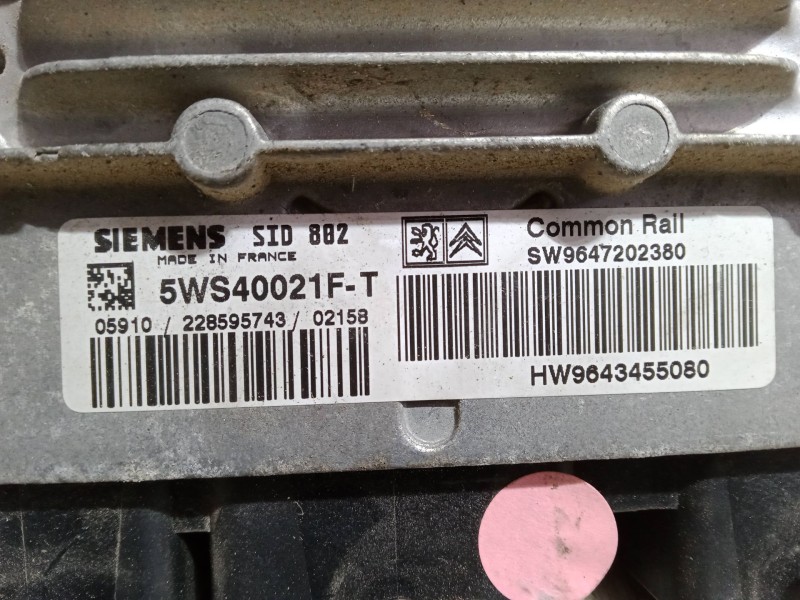 SIEMENS SID 802
MADE IN FRANCE
5WS40021F-T
05910 / 228595743 / 02158
Common Rail
SW9647202380
HW9643455080